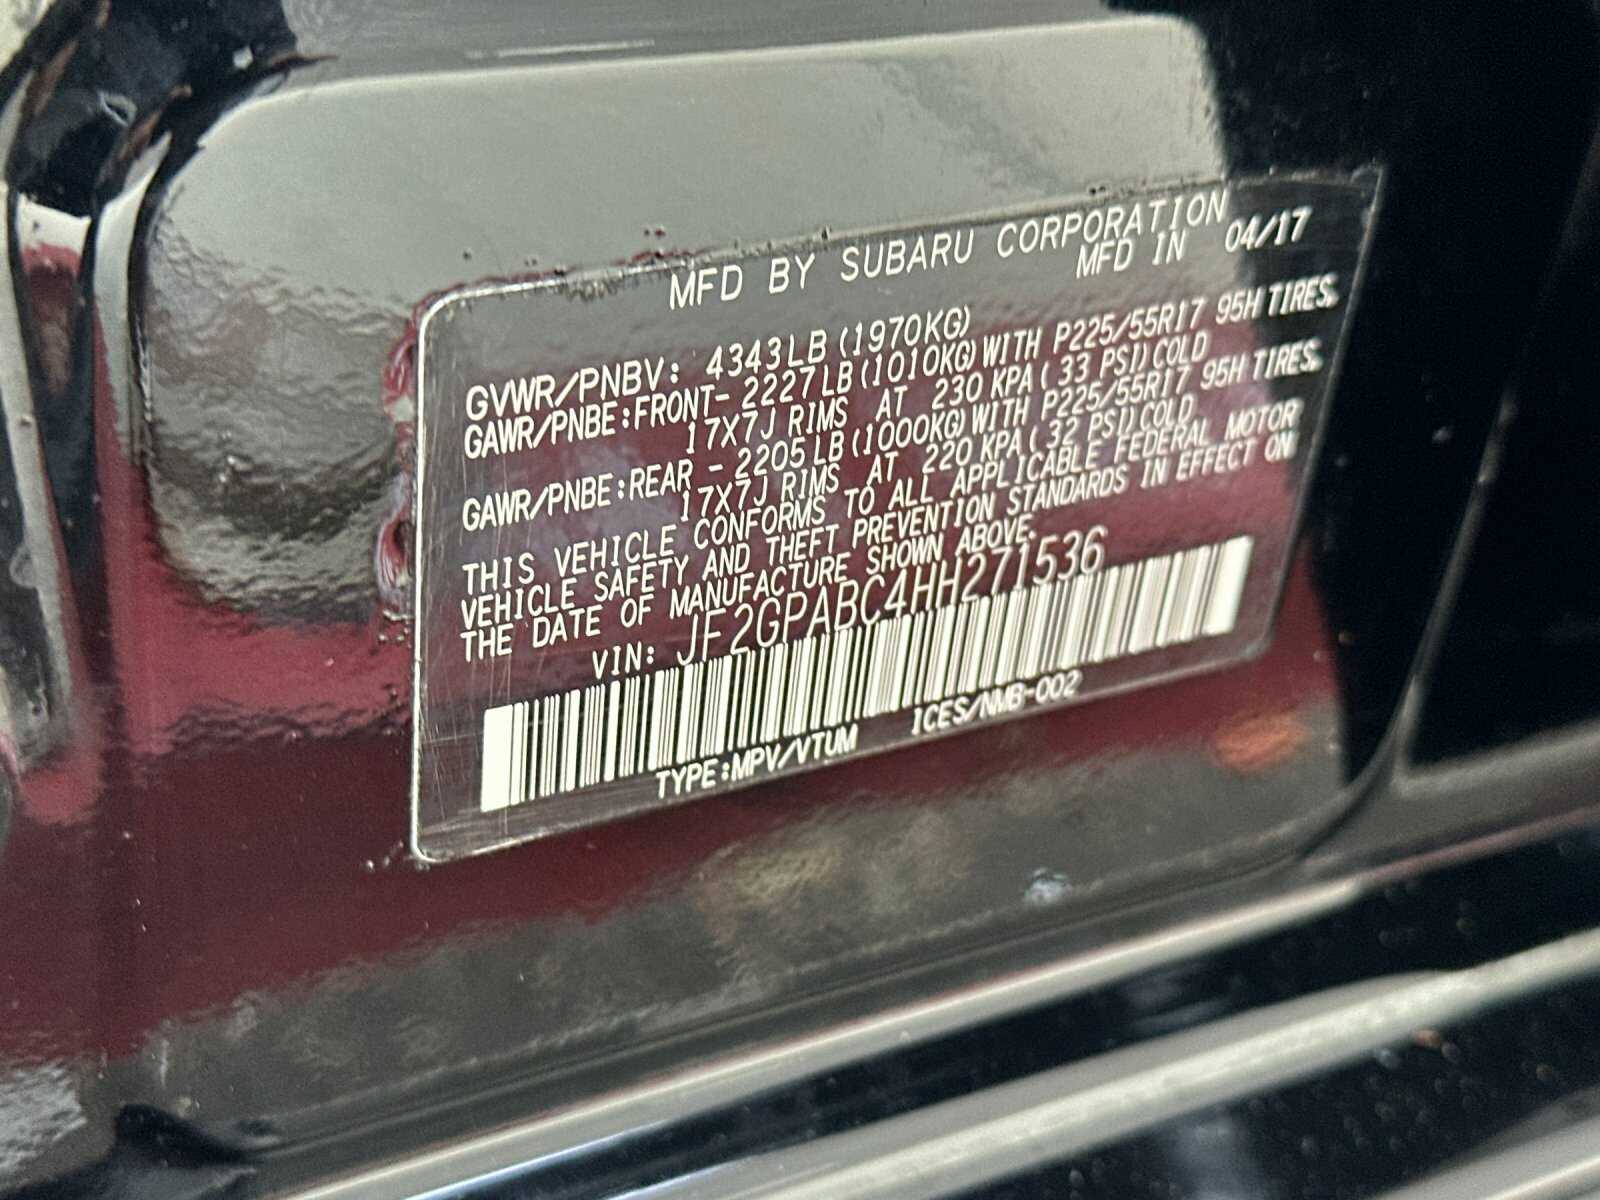 MFD BY SUBARU CORPORATION
MFD IN 04/17
GVWR/PNBV: 4343LB (1970KG)
GAWR/PNBE:FRONT- 2227LB(1010KG)WITH P225/55R17 95H TIRES,
17X7J RIMS AT 230 KPA( 33 PSI)COLD
GAWR/PNBE:REAR - 2205LB(1000KG)WITH P225/55R17 95H TIRES,
17X7J RIMS AT 220 KPA( 32 PSI)COLD
THIS VEHICLE CONFORMS TO ALL APPLICABLE FEDERAL MOTOR
VEHICLE SAFETY AND THEFT PREVENTION STANDARDS IN EFFECT ON
THE DATE OF MANUFACTURE SHOWN ABOVE.
VIN: JF2GPABC4HH271536
TYPE:MPV/VTUM ICES/NMB-002